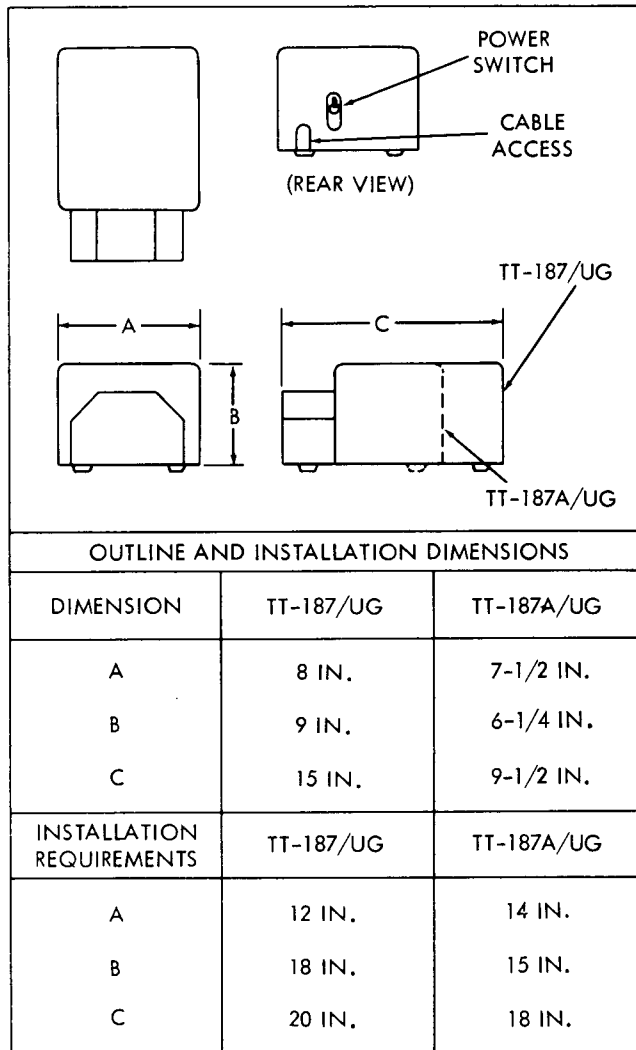 POWER
SWITCH
CABLE
ACCESS
(REAR VIEW)
TT-187/UG
A
C
B
TT-187A/UG
OUTLINE AND INSTALLATION DIMENSIONS
DIMENSION TT-187/UG TT-187A/UG
A 8 IN. 7-1/2 IN.
B 9 IN. 6-1/4 IN.
C 15 IN. 9-1/2 IN.
INSTALLATION
REQUIREMENTS TT-187/UG TT-187A/UG
A 12 IN. 14 IN.
B 18 IN. 15 IN.
C 20 IN. 18 IN.